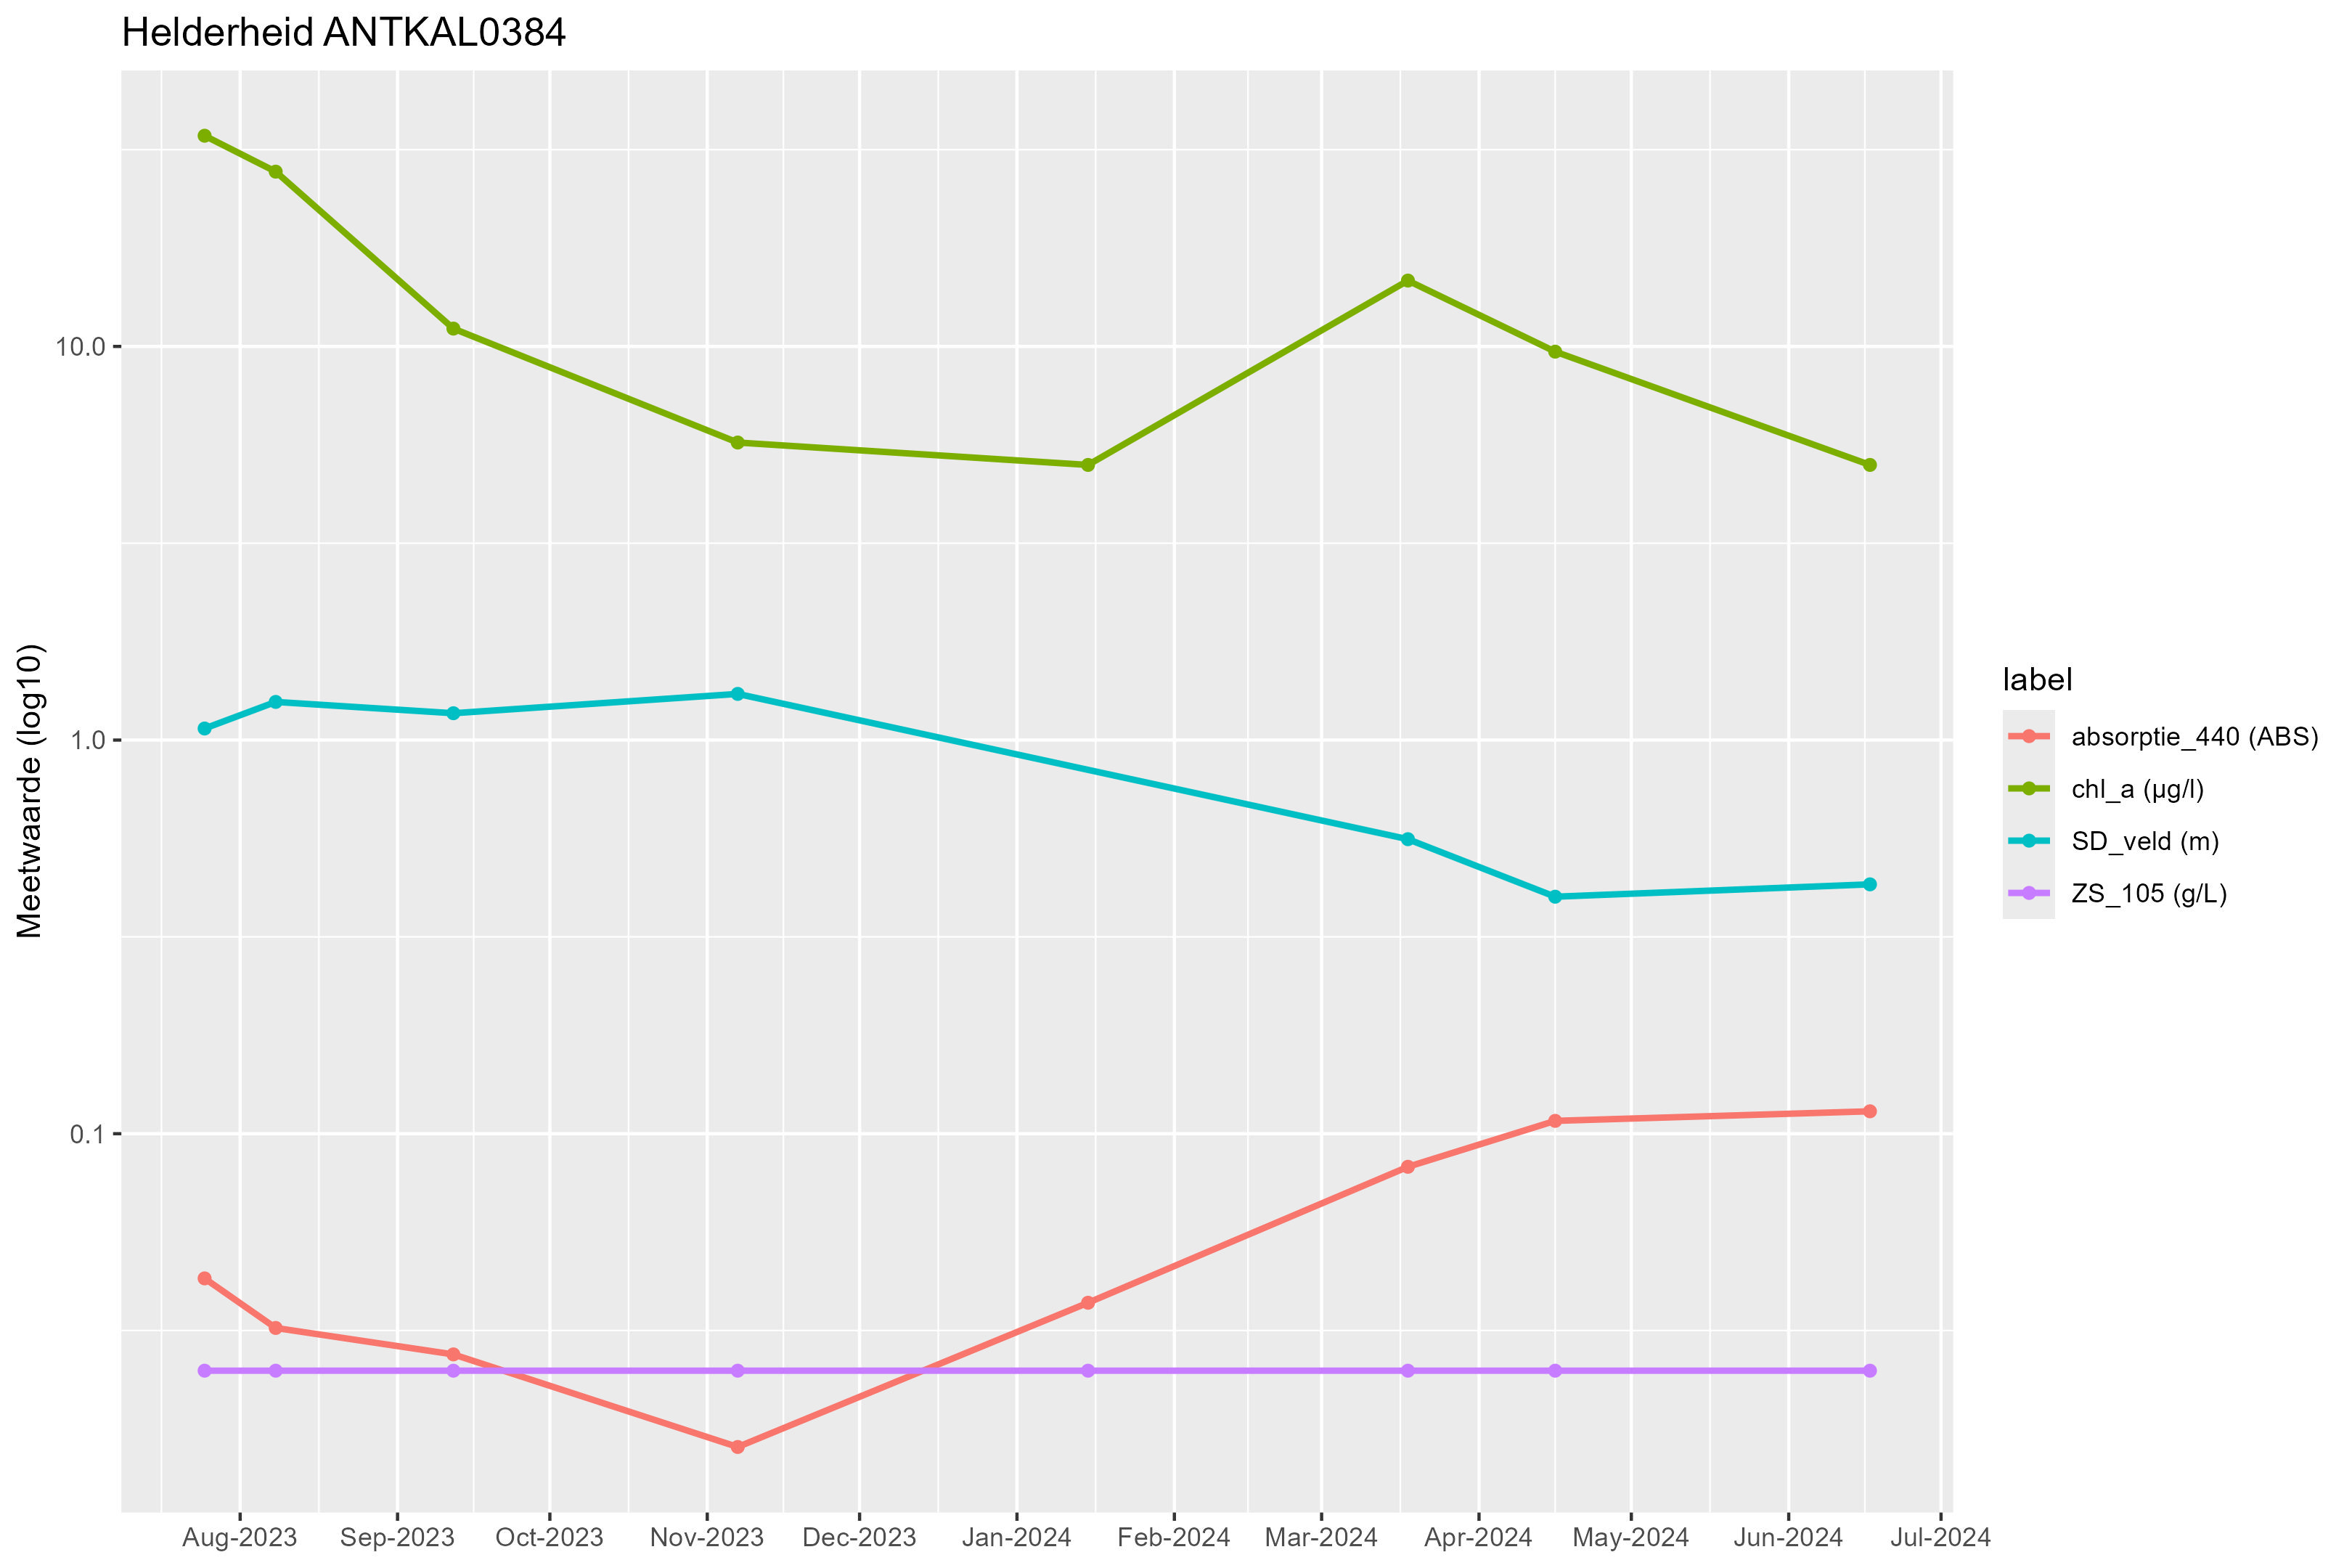 Helderheid ANTKAL0384
Meetwaarde (log10)
10.0
1.0
0.1
Aug-2023 Sep-2023 Oct-2023 Nov-2023 Dec-2023 Jan-2024 Feb-2024 Mar-2024 Apr-2024 May-2024 Jun-2024 Jul-2024
label
absorptie_440 (ABS)
chl_a (µg/l)
SD_veld (m)
ZS_105 (g/L)